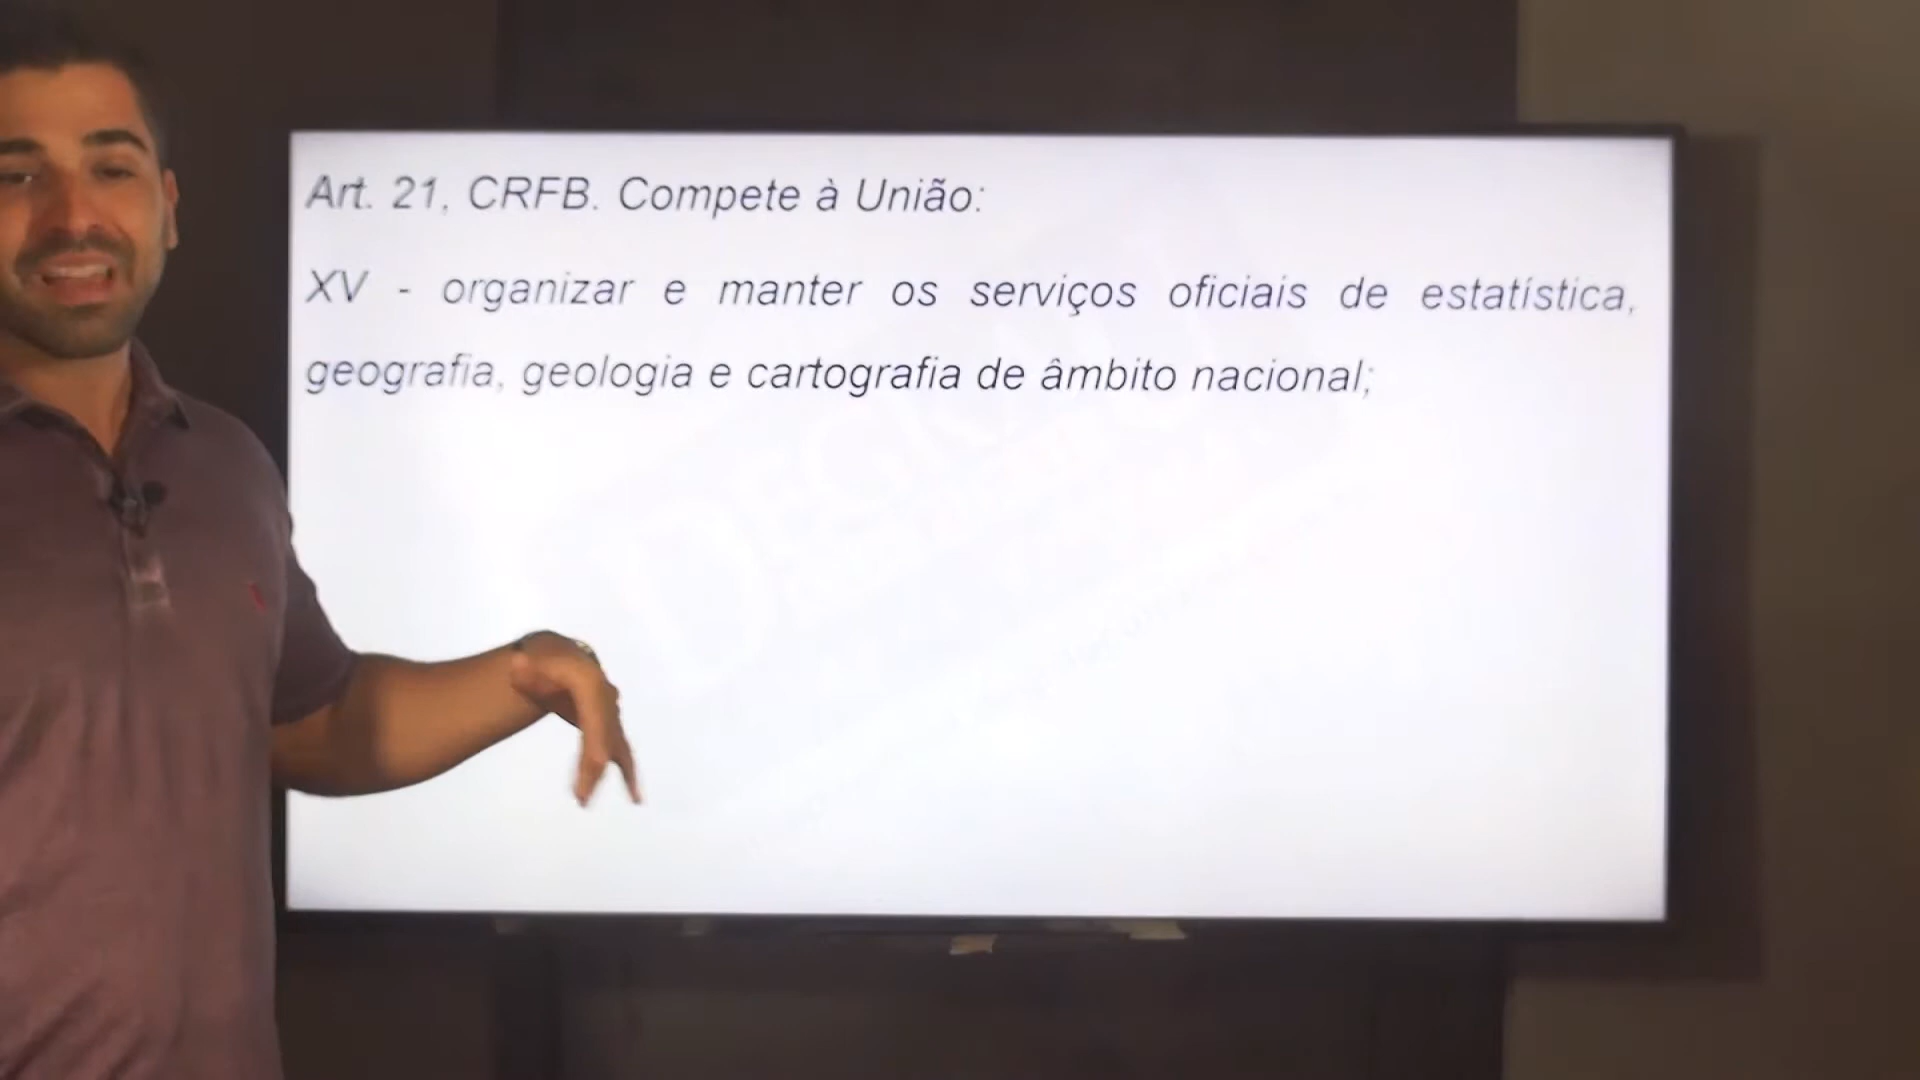 Art. 21, CRFB. Compete à União:
XV - organizar e manter os serviços oficiais de estatística,
geografia, geologia e cartografia de âmbito nacional;